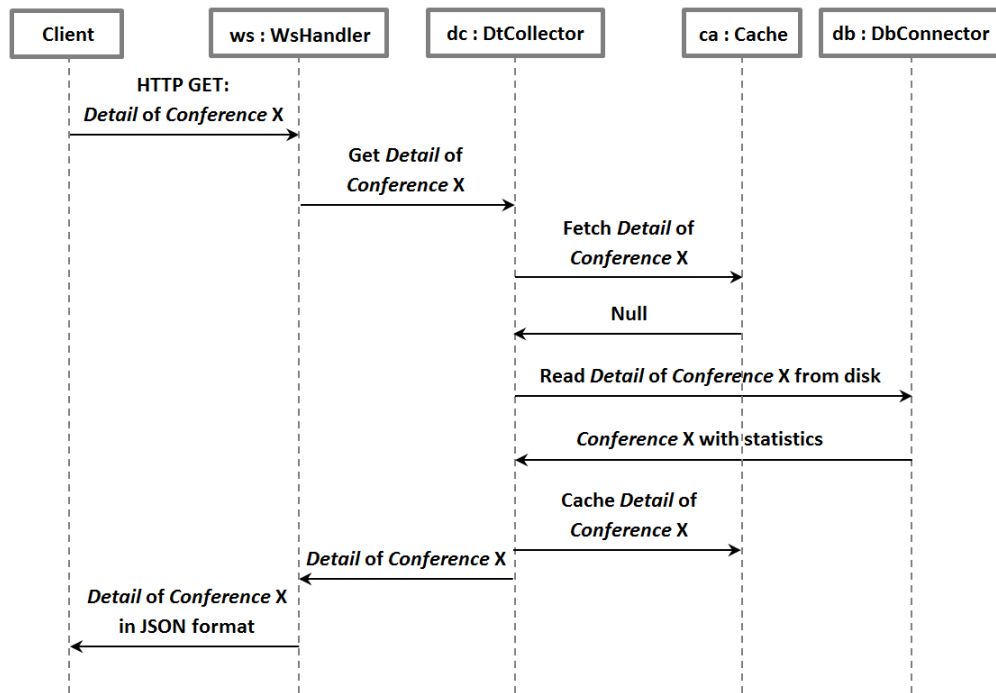 Client
ws : WsHandler
dc : DtCollector
ca : Cache
db : DbConnector
HTTP GET:
Detail of Conference X
Get Detail of
Conference X
Fetch Detail of
Conference X
Null
Read Detail of Conference X from disk
Conference X with statistics
Cache Detail of
Conference X
Detail of Conference X
Detail of Conference X
in JSON format